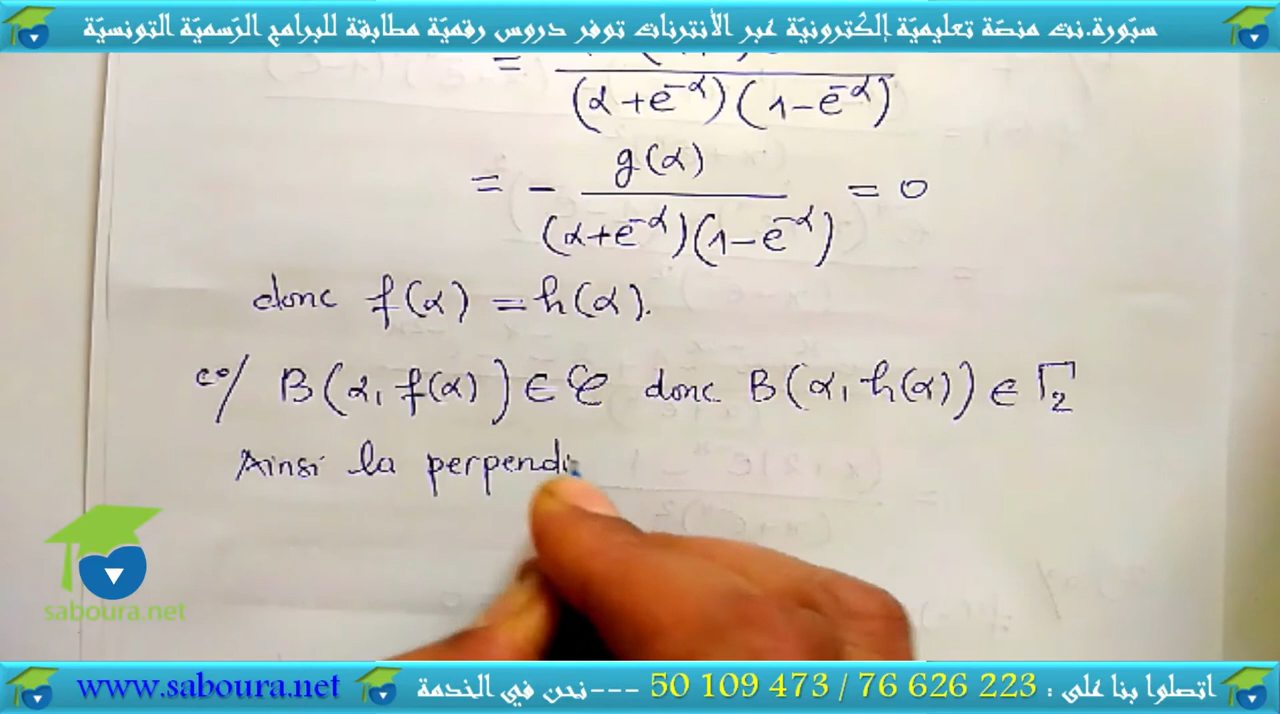 سبّورة.نت منصّة تعليميّة إلكترونيّة عبر الأنترنات توفر دروس رقميّة مطابقة للبرامج الرّسميّة التونسيّة
= (α+e^-α)(1-e^-α)
= - g(α) / (α+e^-α)(1-e^-α) = 0
donc f(α) = h(α).
c°/ B(α, f(α)) ∈ 𝒞 donc B(α, h(α)) ∈ Γ2
Ainsi la perpendi
saboura.net
www.saboura.net اتصلوا بنا على : 50 109 473 / 76 626 223 ---نحن في الخدمة